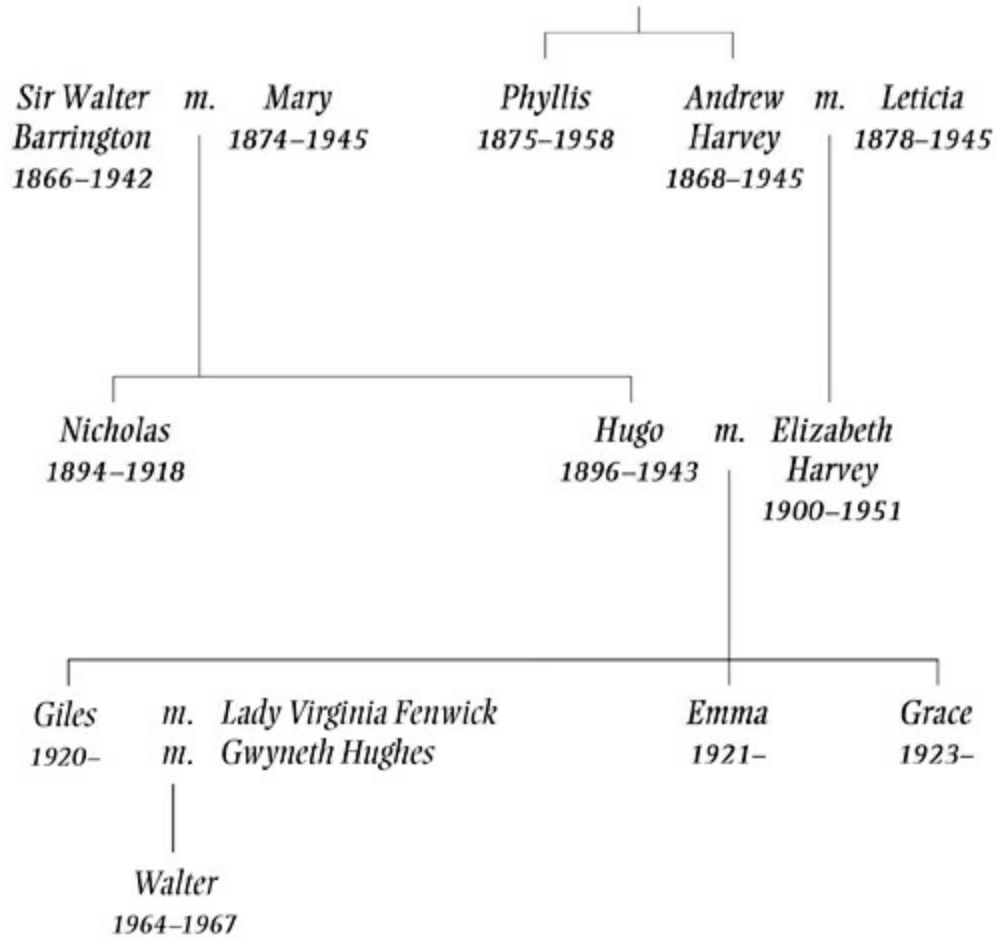 Sir Walter m. Mary Phyllis Andrew m. Leticia
Barrington 1874–1945 1875–1958 Harvey 1878–1945
1866–1942 1868–1945
Nicholas Hugo m. Elizabeth
1894–1918 1896–1943 Harvey
1900–1951
Giles m. Lady Virginia Fenwick Emma Grace
1920– m. Gwyneth Hughes 1921– 1923–
Walter
1964–1967